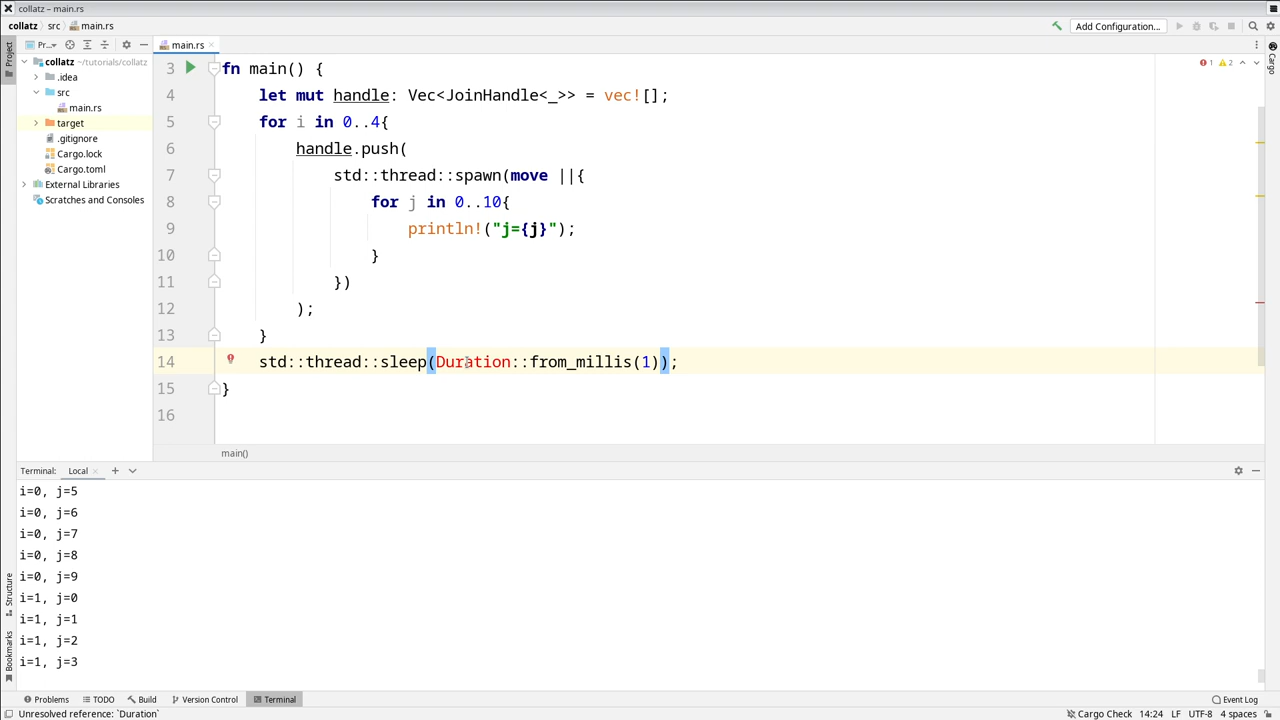 collatz – main.rs
collatz src main.rs Add Configuration...
Project Pr... main.rs Cargo
collatz ~/tutorials/collatz
.idea
src
main.rs
target
.gitignore
Cargo.lock
Cargo.toml
External Libraries
Scratches and Consoles
1 2
3 fn main() {
4 let mut handle: Vec<JoinHandle<_>> = vec![];
5 for i in 0..4{
6 handle.push(
7 std::thread::spawn(move ||{
8 for j in 0..10{
9 println!("j={j}");
10 }
11 })
12 );
13 }
14 std::thread::sleep(Duration::from_millis(1));
15 }
16
main()
Terminal: Local
i=0, j=5
i=0, j=6
i=0, j=7
i=0, j=8
i=0, j=9
i=1, j=0
i=1, j=1
i=1, j=2
i=1, j=3
Structure
Bookmarks
Problems TODO Build Version Control Terminal Event Log
Unresolved reference: `Duration` Cargo Check 14:24 LF UTF-8 4 spaces